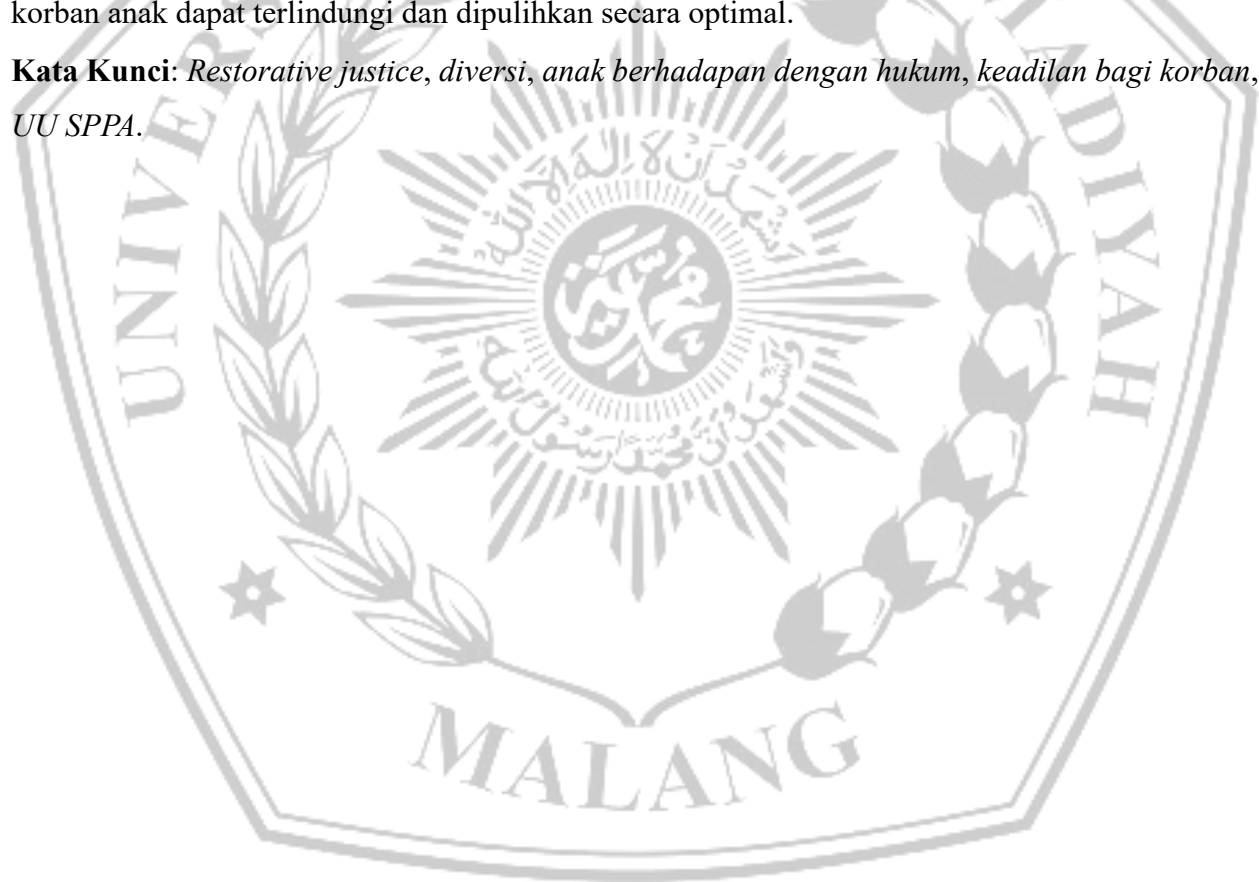 korban anak dapat terlindungi dan dipulihkan secara optimal.
Kata Kunci: Restorative justice, diversi, anak berhadapan dengan hukum, keadilan bagi korban,
UU SPPA.
MALANG